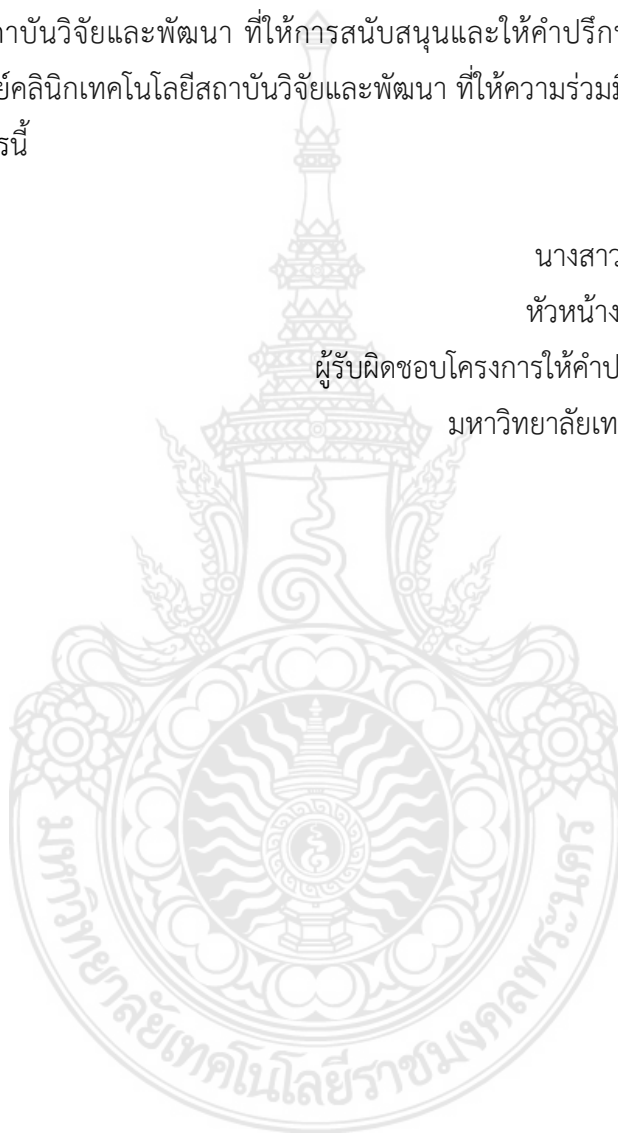 าบันวิจัยและพัฒนา ที่ให้การสนับสนุนและให้คำปรึก
ย์คลินิกเทคโนโลยีสถาบันวิจัยและพัฒนา ที่ให้ความร่วมมื
รนี้
นางสาว
หัวหน้าง
ผู้รับผิดชอบโครงการให้คำป
มหาวิทยาลัยเท
มหาวิทยาลัยเทคโนโลยีราชมงคลพระนคร